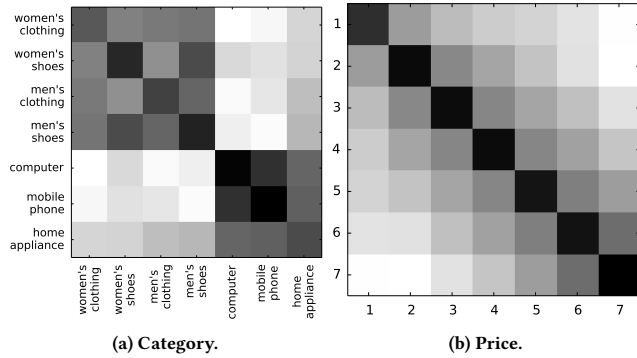 women's
clothing
women's
shoes
men's
clothing
men's
shoes
computer
mobile
phone
home
appliance
women's
clothing
women's
shoes
men's
clothing
men's
shoes
computer
mobile
phone
home
appliance
(a) Category.
1
2
3
4
5
6
7
1 2 3 4 5 6 7
(b) Price.